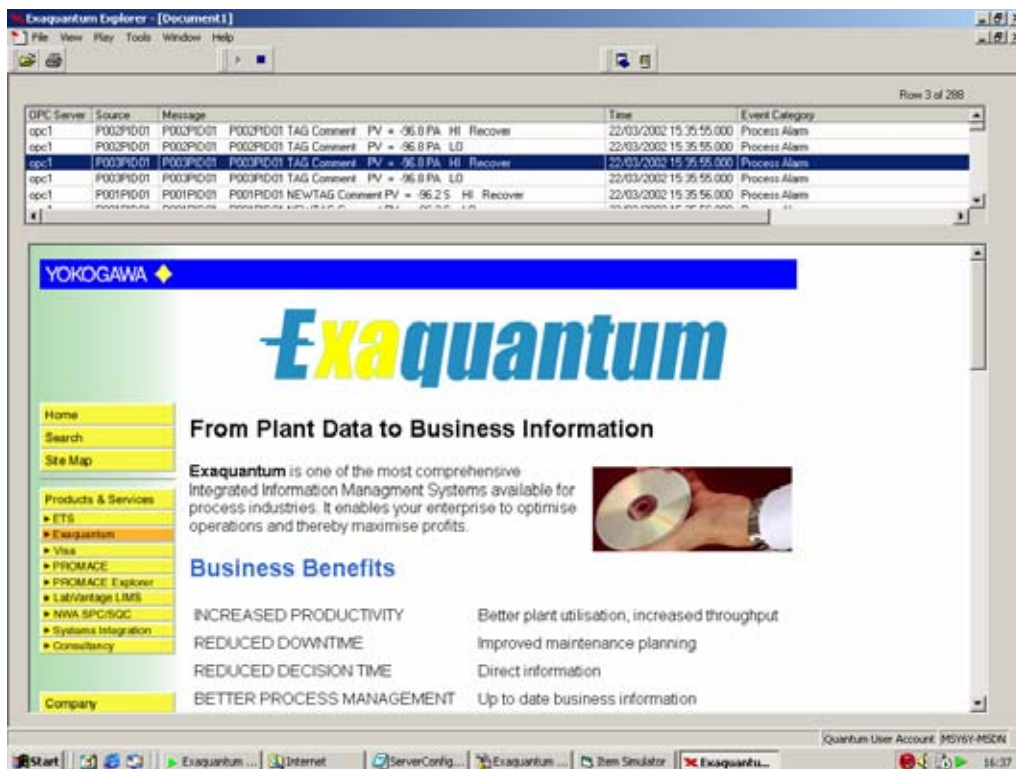 Exaquantum Explorer - [Document1]
File View Play Tools Window Help
Row 3 of 288
OPC Server Source Message Time Event Category
opc1 P002PID01 P002PID01 P002PID01 TAG Comment PV = -96.8 PA HI Recover 22/03/2002 15:35:55.000 Process Alarm
opc1 P002PID01 P002PID01 P002PID01 TAG Comment PV = -96.8 PA LO 22/03/2002 15:35:55.000 Process Alarm
opc1 P003PID01 P003PID01 P003PID01 TAG Comment PV = -96.8 PA HI Recover 22/03/2002 15:35:55.000 Process Alarm
opc1 P003PID01 P003PID01 P003PID01 TAG Comment PV = -96.8 PA LO 22/03/2002 15:35:55.000 Process Alarm
opc1 P001PID01 P001PID01 P001PID01 NEWTAG Comment PV = -96.2 S HI Recover 22/03/2002 15:35:56.000 Process Alarm
YOKOGAWA
Exaquantum
Home
Search
Site Map
Products & Services
ETS
Exaquantum
Visa
PROMACE
PROMACE Explorer
LabVantage LIMS
NWA SPC/SQC
Systems Integration
Consultancy
Company
From Plant Data to Business Information
Exaquantum is one of the most comprehensive
Integrated Information Managment Systems available for
process industries. It enables your enterprise to optimise
operations and thereby maximise profits.
Business Benefits
INCREASED PRODUCTIVITY Better plant utilisation, increased throughput
REDUCED DOWNTIME Improved maintenance planning
REDUCED DECISION TIME Direct information
BETTER PROCESS MANAGEMENT Up to date business information
Quantum User Account MSY6Y-MSDN
Start Exaquantum ... Internet ServerConfig... Exaquantum ... Item Simulator Exaquantu... 16:37